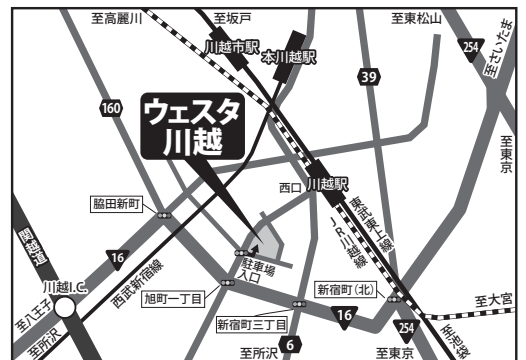 至高麗川
至坂戸
至東松山
川越市駅
本川越駅
254
至さいたま
39
160
ウェスタ
川越
至東京
西口
川越駅
脇田新町
東武東上線
JR川越線
関越道
16
駐車場
入口
西武新宿線
川越I.C.
旭町一丁目
新宿町(北)
至大宮
至八王子
新宿町三丁目
16
254
至所沢
至所沢
6
至東京
至池袋